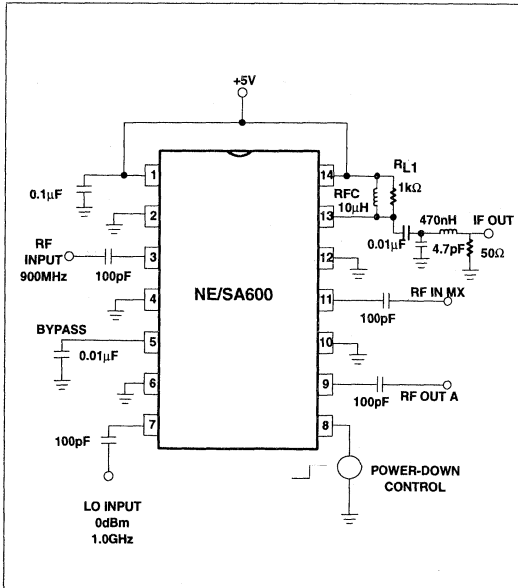 +5V
1
14
R_L1
0.1µF
RFC
1kΩ
10µH
2
13
470nH
IF OUT
0.01µF
4.7pF
50Ω
RF
INPUT
900MHz
100pF
3
12
NE/SA600
4
11
RF IN MX
100pF
BYPASS
0.01µF
5
10
6
9
100pF
RF OUT A
100pF
7
8
POWER-DOWN
CONTROL
LO INPUT
0dBm
1.0GHz